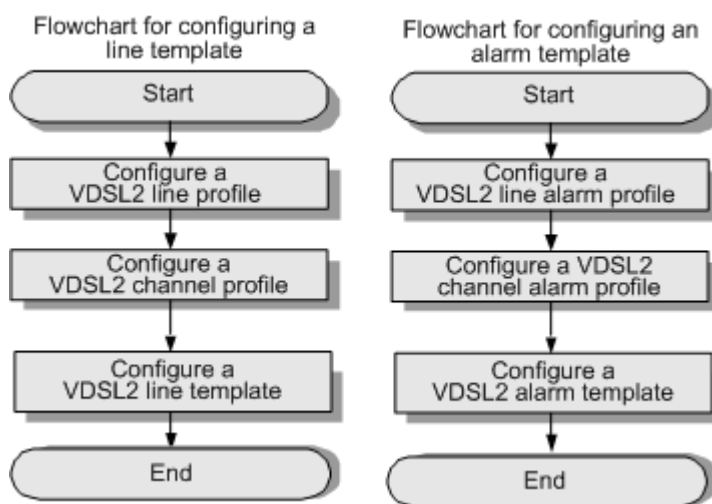 Flowchart for configuring a
line template
Start
Configure a
VDSL2 line profile
Configure a
VDSL2 channel profile
Configure a
VDSL2 line template
End
Flowchart for configuring an
alarm template
Start
Configure a
VDSL2 line alarm profile
Configure a VDSL2
channel alarm profile
Configure a
VDSL2 alarm template
End